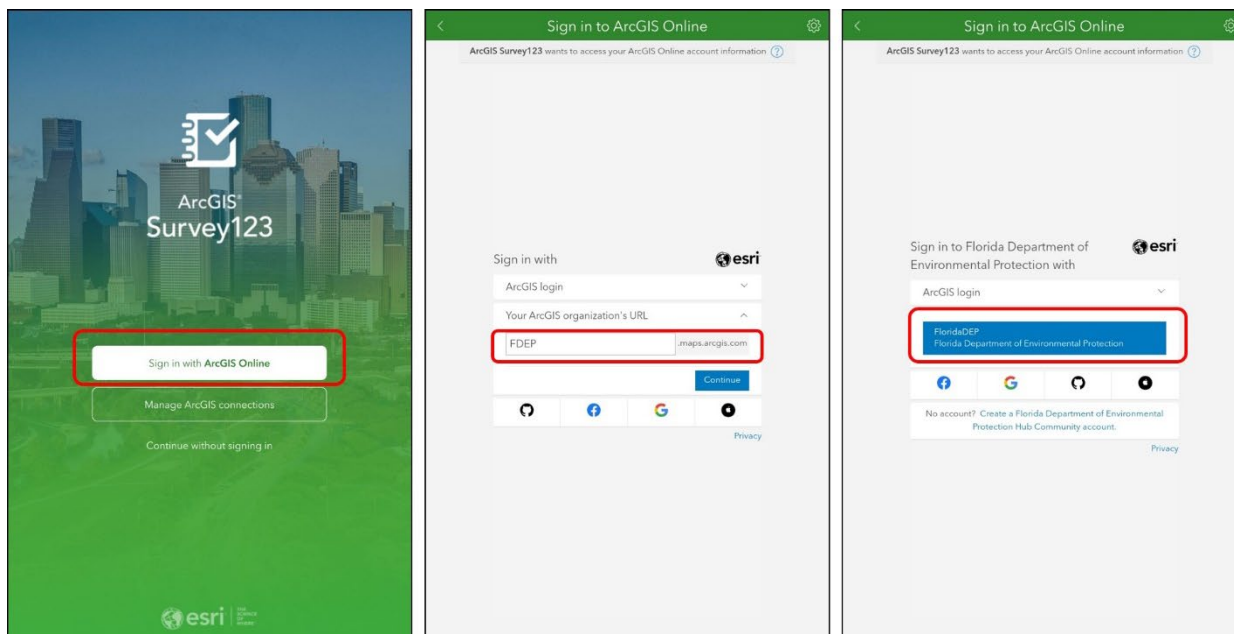 ArcGIS®
Survey123
Sign in with ArcGIS Online
Manage ArcGIS connections
Continue without signing in
esri
THE
SCIENCE
OF
WHERE
Sign in to ArcGIS Online
ArcGIS Survey123 wants to access your ArcGIS Online account information ?
Sign in with
esri
ArcGIS login
Your ArcGIS organization's URL
FDEP
.maps.arcgis.com
Continue
Privacy
Sign in to ArcGIS Online
ArcGIS Survey123 wants to access your ArcGIS Online account information ?
Sign in to Florida Department of
Environmental Protection with
esri
ArcGIS login
FloridaDEP
Florida Department of Environmental Protection
No account? Create a Florida Department of Environmental
Protection Hub Community account.
Privacy